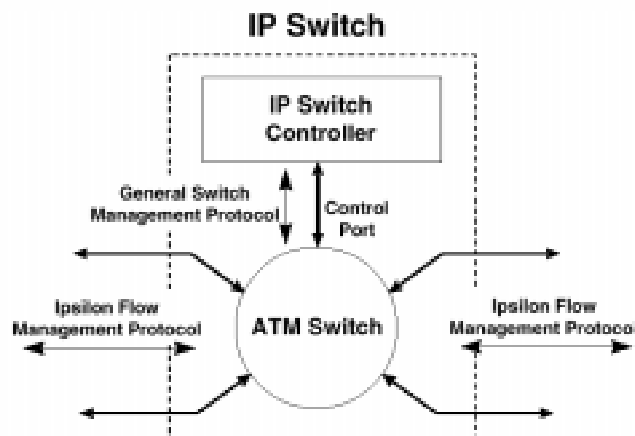 IP Switch
IP Switch
Controller
General Switch
Management Protocol
Control
Port
Ipsilon Flow
Management Protocol
ATM Switch
Ipsilon Flow
Management Protocol